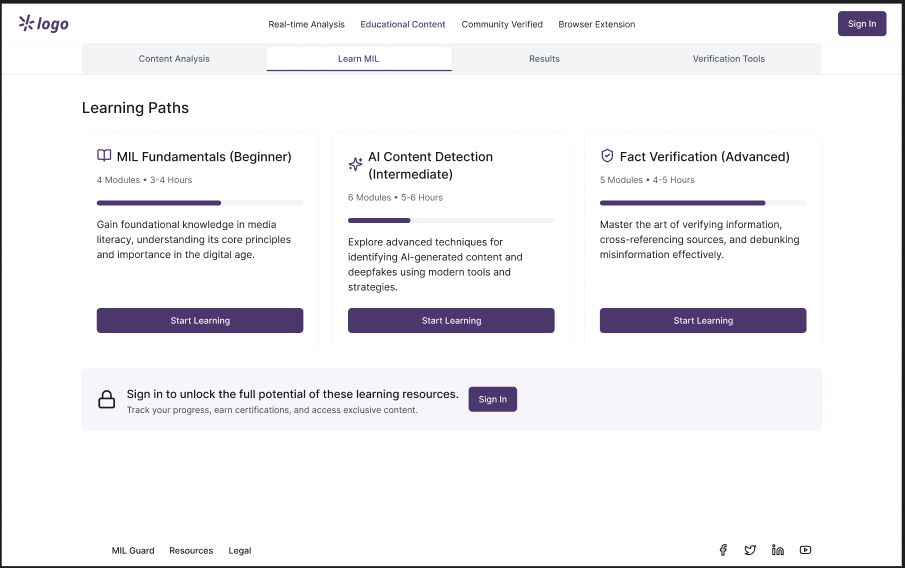 logo
Real-time Analysis
Educational Content
Community Verified
Browser Extension
Sign In
Content Analysis
Learn MIL
Results
Verification Tools
Learning Paths
MIL Fundamentals (Beginner)
4 Modules • 3-4 Hours
Gain foundational knowledge in media
literacy, understanding its core principles
and importance in the digital age.
Start Learning
AI Content Detection
(Intermediate)
6 Modules • 5-6 Hours
Explore advanced techniques for
identifying AI-generated content and
deepfakes using modern tools and
strategies.
Start Learning
Fact Verification (Advanced)
5 Modules • 4-5 Hours
Master the art of verifying information,
cross-referencing sources, and debunking
misinformation effectively.
Start Learning
Sign in to unlock the full potential of these learning resources.
Track your progress, earn certifications, and access exclusive content.
Sign In
MIL Guard
Resources
Legal